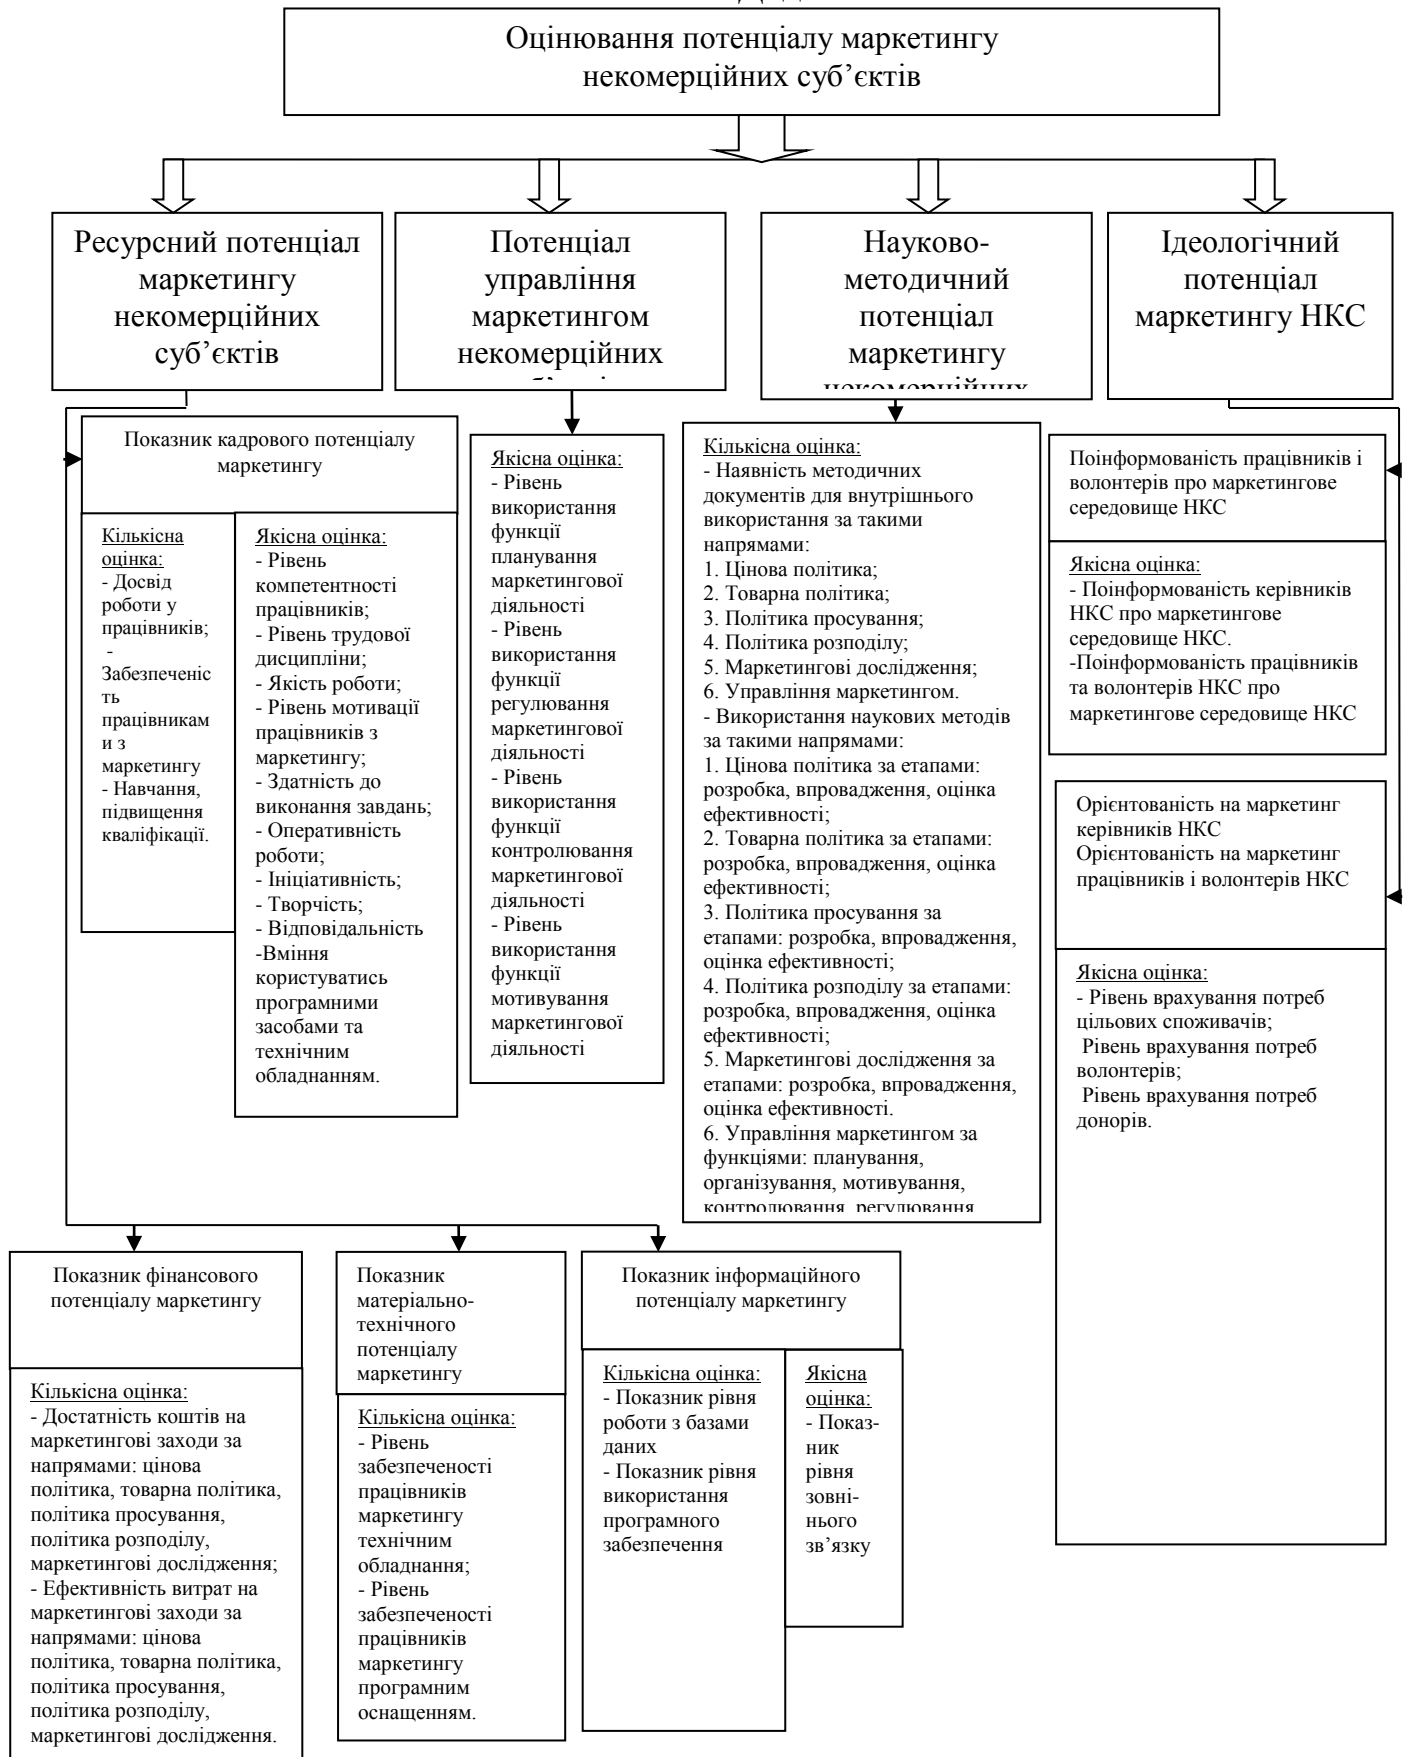 Оцінювання потенціалу маркетингу
некомерційних суб’єктів
Ресурсний потенціал
маркетингу
некомерційних
суб’єктів
Потенціал
управління
маркетингом
некомерційних
Науково-
методичний
потенціал
маркетингу
некомерційних
Ідеологічний
потенціал
маркетингу НКС
Показник кадрового потенціалу
маркетингу
Кількісна
оцінка:
- Досвід
роботи у
працівників;
-
Забезпеченіс
ть
працівникам
и з
маркетингу
- Навчання,
підвищення
кваліфікації.
Якісна оцінка:
- Рівень
компетентності
працівників;
- Рівень трудової
дисципліни;
- Якість роботи;
- Рівень мотивації
працівників з
маркетингу;
- Здатність до
виконання завдань;
- Оперативність
роботи;
- Ініціативність;
- Творчість;
- Відповідальність
-Вміння
користуватись
програмними
засобами та
технічним
обладнанням.
Якісна оцінка:
- Рівень
використання
функції
планування
маркетингової
діяльності
- Рівень
використання
функції
регулювання
маркетингової
діяльності
- Рівень
використання
функції
контролювання
маркетингової
діяльності
- Рівень
використання
функції
мотивування
маркетингової
діяльності
Кількісна оцінка:
- Наявність методичних
документів для внутрішнього
використання за такими
напрямами:
1. Цінова політика;
2. Товарна політика;
3. Політика просування;
4. Політика розподілу;
5. Маркетингові дослідження;
6. Управління маркетингом.
- Використання наукових методів
за такими напрямами:
1. Цінова політика за етапами:
розробка, впровадження, оцінка
ефективності;
2. Товарна політика за етапами:
розробка, впровадження, оцінка
ефективності;
3. Політика просування за
етапами: розробка, впровадження,
оцінка ефективності;
4. Політика розподілу за етапами:
розробка, впровадження, оцінка
ефективності;
5. Маркетингові дослідження за
етапами: розробка, впровадження,
оцінка ефективності.
6. Управління маркетингом за
функціями: планування,
організування, мотивування,
контролювання, регулювання
Поінформованість працівників і
волонтерів про маркетингове
середовище НКС
Якісна оцінка:
- Поінформованість керівників
НКС про маркетингове
середовище НКС.
-Поінформованість працівників
та волонтерів НКС про
маркетингове середовище НКС
Орієнтованість на маркетинг
керівників НКС
Орієнтованість на маркетинг
працівників і волонтерів НКС
Якісна оцінка:
- Рівень врахування потреб
цільових споживачів;
Рівень врахування потреб
волонтерів;
Рівень врахування потреб
донорів.
Показник фінансового
потенціалу маркетингу
Кількісна оцінка:
- Достатність коштів на
маркетингові заходи за
напрямами: цінова
політика, товарна політика,
політика просування,
політика розподілу,
маркетингові дослідження;
- Ефективність витрат на
маркетингові заходи за
напрямами: цінова
політика, товарна політика,
політика просування,
політика розподілу,
маркетингові дослідження.
Показник
матеріально-
технічного
потенціалу
маркетингу
Кількісна оцінка:
- Рівень
забезпеченості
працівників
маркетингу
технічним
обладнання;
- Рівень
забезпеченості
працівників
маркетингу
програмним
оснащенням.
Показник інформаційного
потенціалу маркетингу
Кількісна оцінка:
- Показник рівня
роботи з базами
даних
- Показник рівня
використання
програмного
забезпечення
Якісна
оцінка:
- Показ-
ник
рівня
зовні-
нього
зв’язку